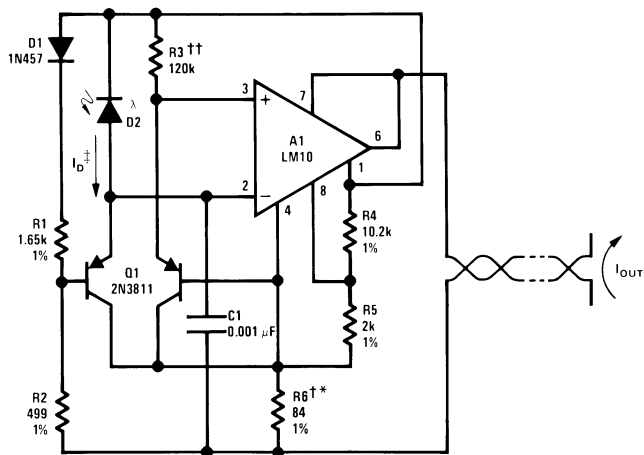 D1
1N457
R3††
120k
λ
D2
I_D‡
3
+
7
A1
LM10
6
1
2
−
4
8
R1
1.65k
1%
R4
10.2k
1%
Q1
2N3811
I_OUT
C1
0.001 μF
R5
2k
1%
R2
499
1%
R6†*
84
1%